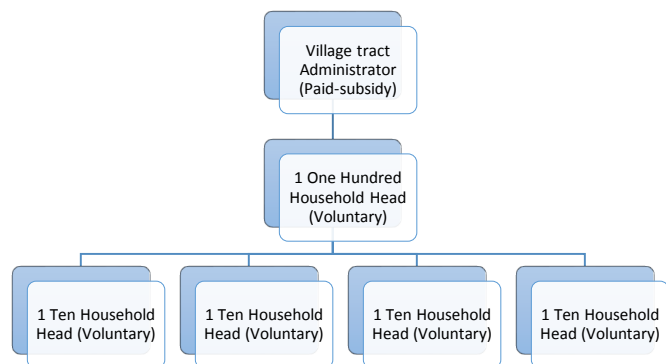 Village tract
Administrator
(Paid-subsidy)
1 One Hundred
Household Head
(Voluntary)
1 Ten Household
Head (Voluntary)
1 Ten Household
Head (Voluntary)
1 Ten Household
Head (Voluntary)
1 Ten Household
Head (Voluntary)